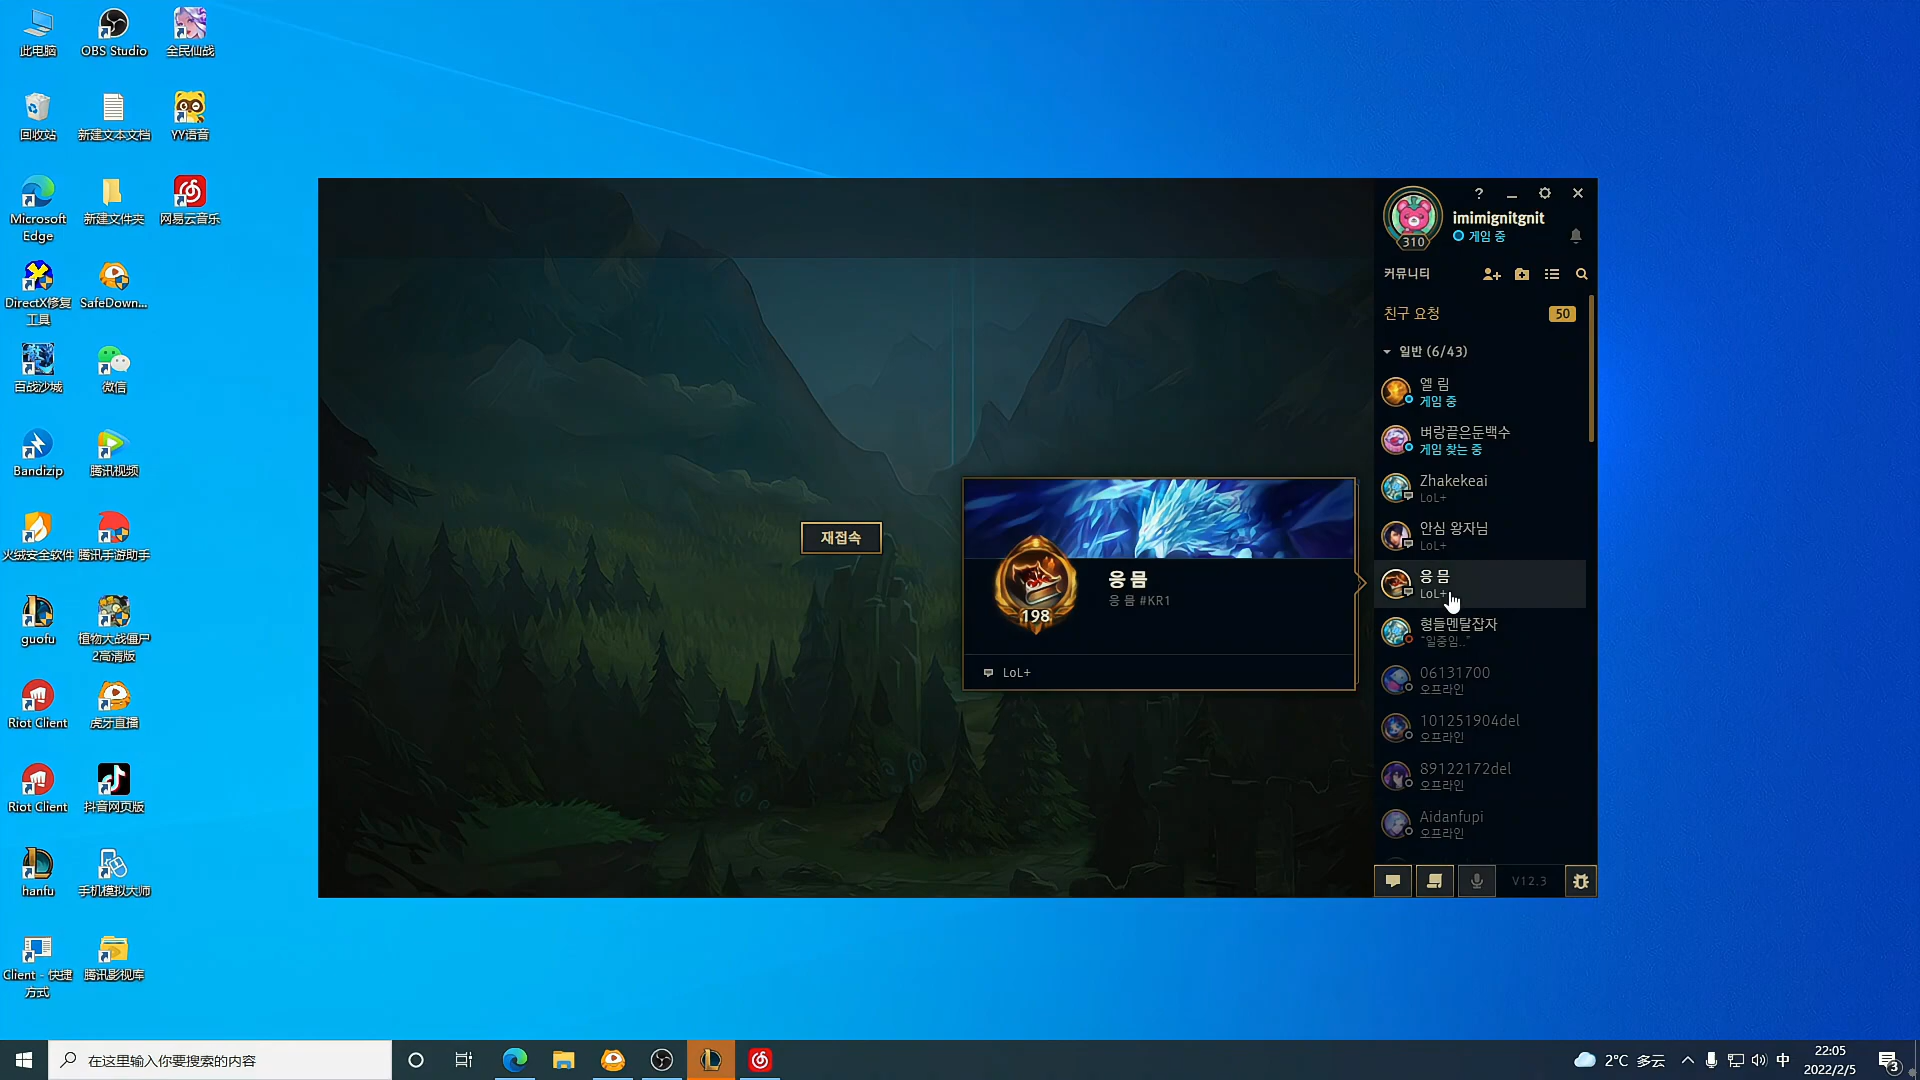 此电脑
OBS Studio
全民仙战
回收站
新建文本文档
YY语音
Microsoft
Edge
新建文件夹
网易云音乐
DirectX修复
工具
SafeDown...
百战沙城
微信
Bandizip
腾讯视频
火绒安全软件
腾讯手游助手
guofu
植物大战僵尸
2高清版
Riot Client
虎牙直播
Riot Client
抖音网页版
hanfu
手机模拟大师
Client - 快捷
方式
腾讯影视库
재접속
응 믐
응 믐 #KR1
198
LoL+
?
310
imimignitgnit
게임 중
커뮤니티
친구 요청
50
일반 (6/43)
엘 림
게임 중
벼랑끝은둔백수
게임 찾는 중
Zhakekeai
LoL+
안심 왕자님
LoL+
응 믐
LoL+
형들멘탈잡자
"일중임.."
06131700
오프라인
101251904del
오프라인
89122172del
오프라인
Aidanfupi
오프라인
V12.3
在这里输入你要搜索的内容
2°C 多云
中
22:05
2022/2/5
3